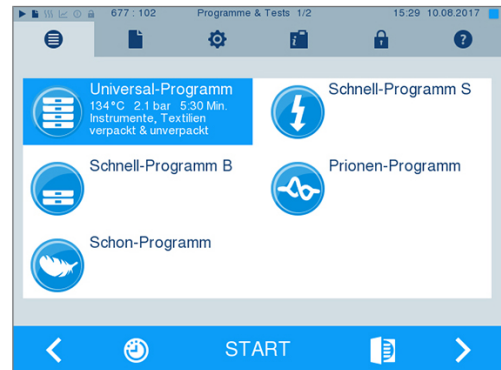 677 : 102 Programme & Tests 1/2 15:29 10.08.2017
Universal-Programm
134°C 2.1 bar 5:30 Min.
Instrumente, Textilien
verpackt & unverpackt
Schnell-Programm S
Schnell-Programm B
Prionen-Programm
Schon-Programm
START